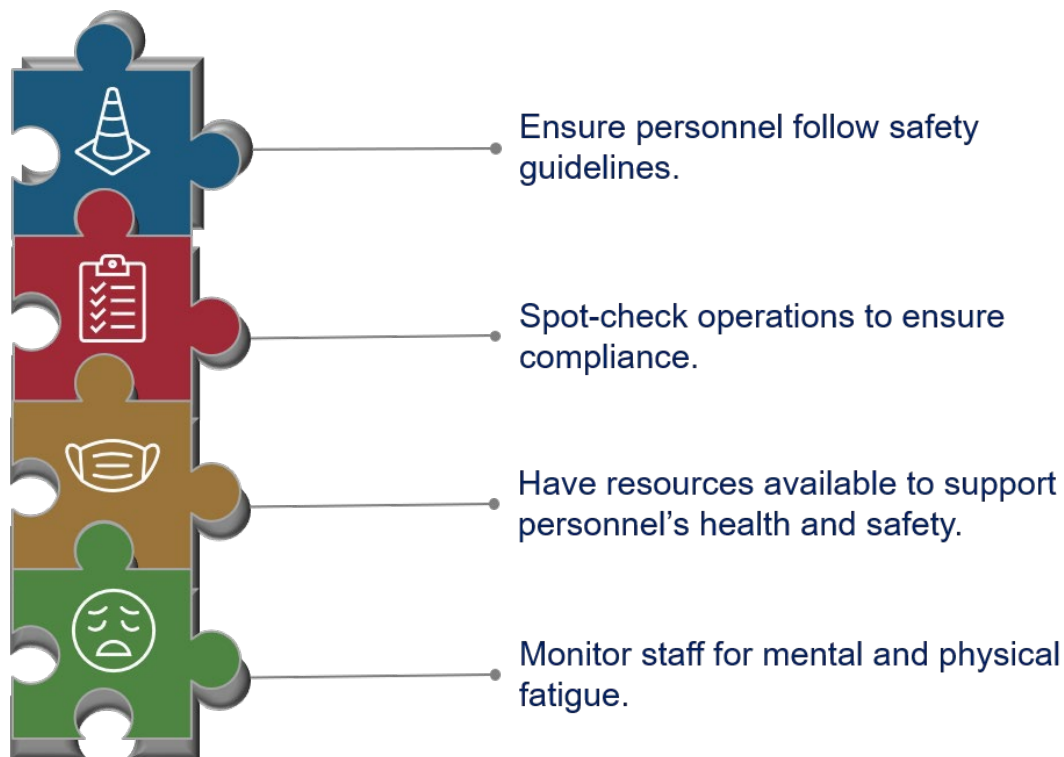 Ensure personnel follow safety
guidelines.
Spot-check operations to ensure
compliance.
Have resources available to support
personnel’s health and safety.
Monitor staff for mental and physical
fatigue.